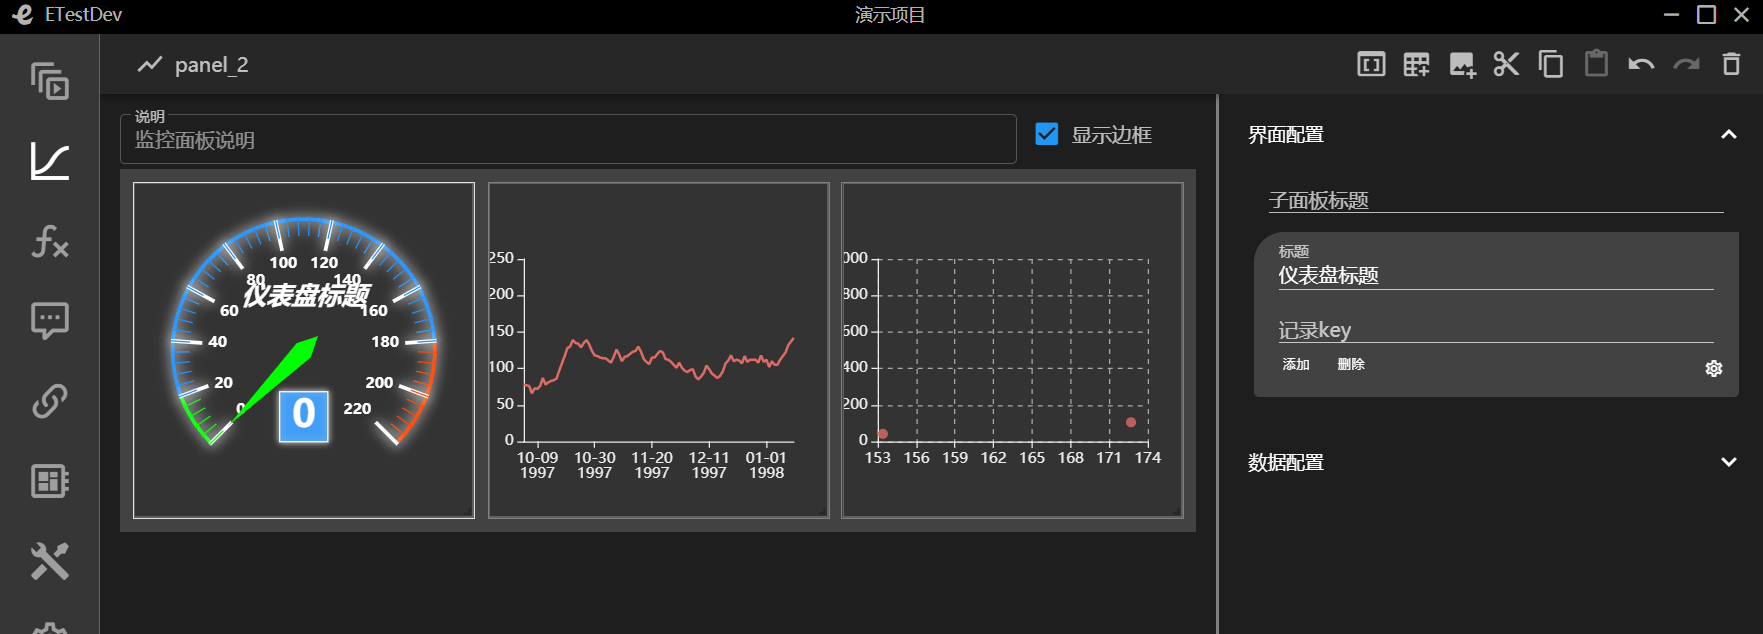 ETestDev
演示项目
panel_2
说明
监控面板说明
显示边框
0
20
40
60
80
100
120
140
160
180
200
220
仪表盘标题
0
250
200
150
100
50
0
10-09
1997
10-30
1997
11-20
1997
12-11
1997
01-01
1998
000
800
600
400
200
0
153 156 159 162 165 168 171 174
界面配置
子面板标题
标题
仪表盘标题
记录key
添加 删除
数据配置